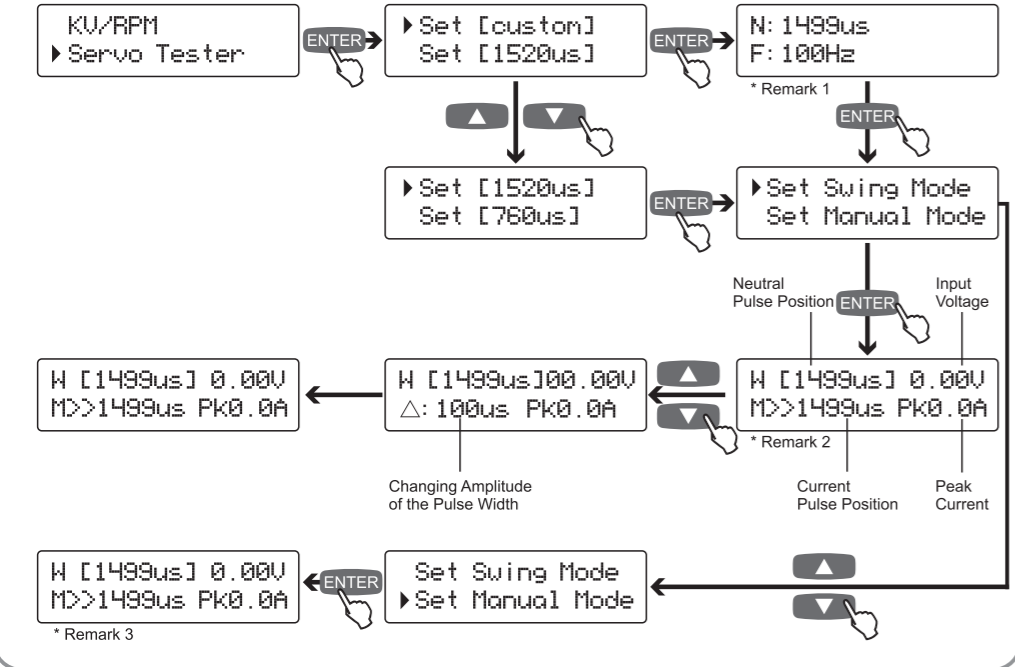 KV/RPM
▶Servo Tester
ENTER
▶Set [custom]
Set [1520us]
ENTER
N: 1499us
F: 100Hz
* Remark 1
ENTER
▶Set [1520us]
Set [760us]
ENTER
▶Set Swing Mode
Set Manual Mode
Neutral
Pulse Position
ENTER
Input
Voltage
W [1499us] 0.00V
M>>1499us Pk0.0A
W [1499us]00.00V
△: 100us Pk0.0A
W [1499us] 0.00V
M>>1499us Pk0.0A
* Remark 2
Changing Amplitude
of the Pulse Width
Current
Pulse Position
Peak
Current
W [1499us] 0.00V
M>>1499us Pk0.0A
ENTER
Set Swing Mode
▶Set Manual Mode
* Remark 3